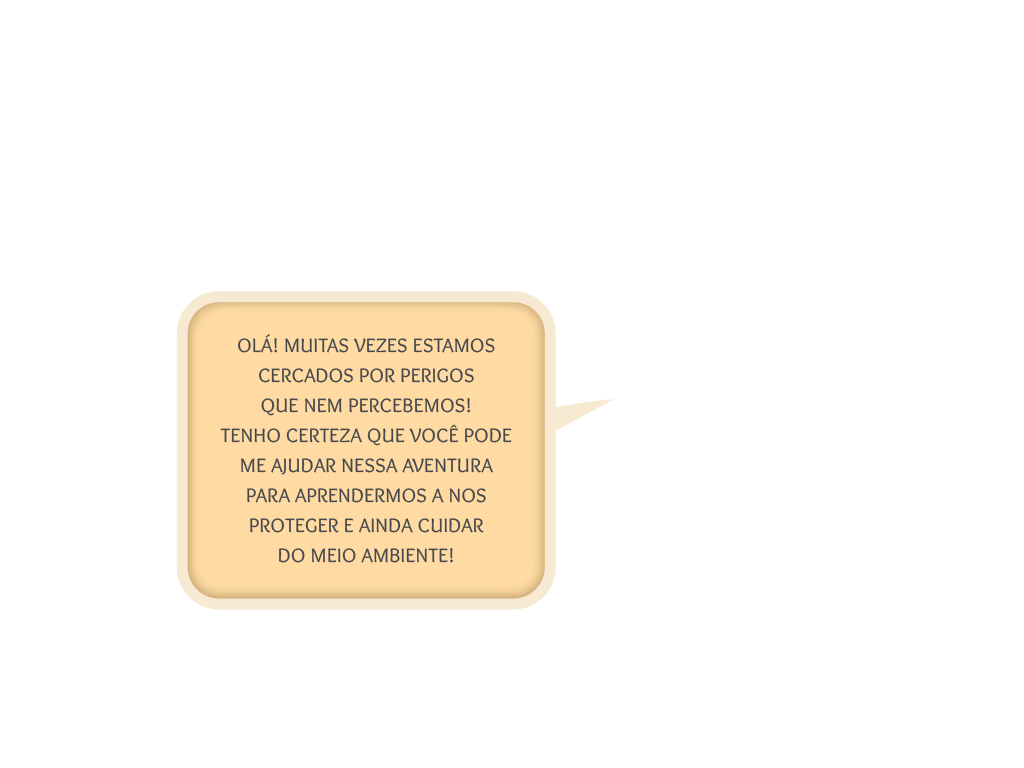 OLÁ! MUITAS VEZES ESTAMOS
CERCADOS POR PERIGOS
QUE NEM PERCEBEMOS!
TENHO CERTEZA QUE VOCÊ PODE
ME AJUDAR NESSA AVENTURA
PARA APRENDERMOS A NOS
PROTEGER E AINDA CUIDAR
DO MEIO AMBIENTE!